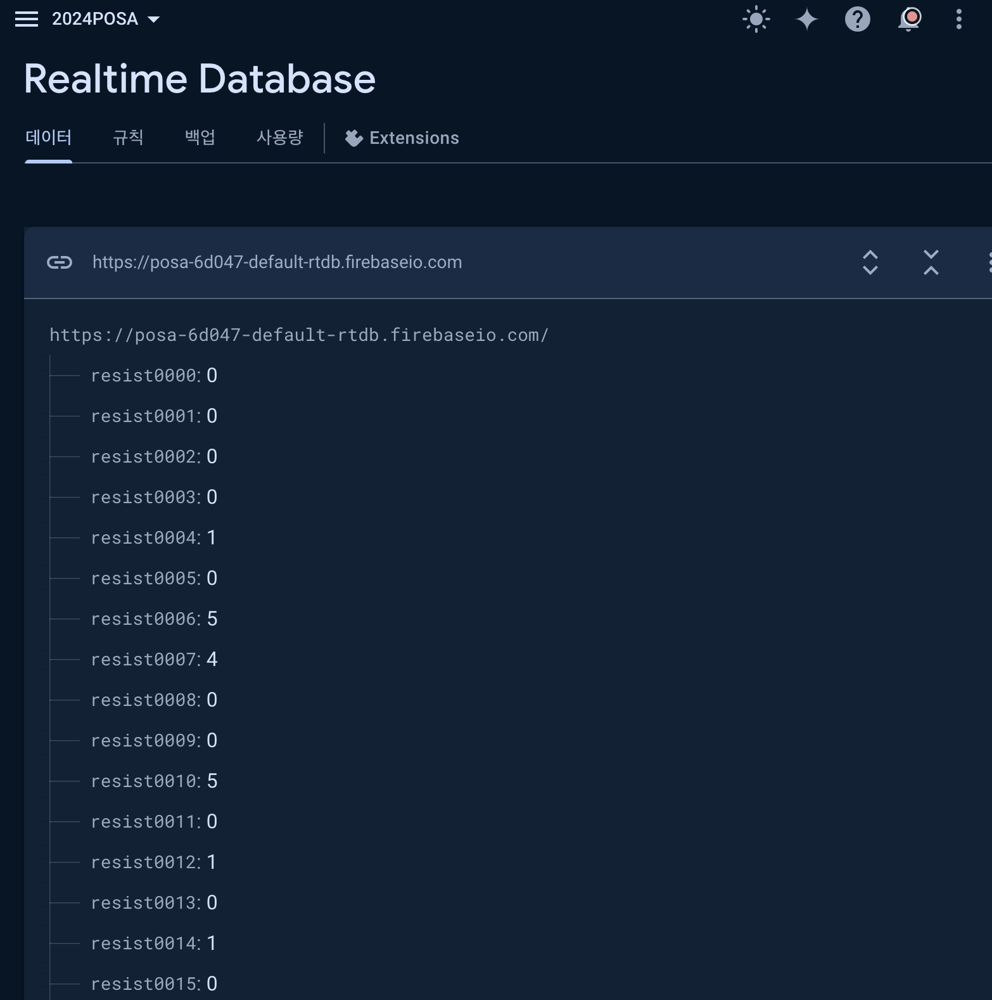 2024POSA
Realtime Database
데이터 규칙 백업 사용량 Extensions
https://posa-6d047-default-rtdb.firebaseio.com
https://posa-6d047-default-rtdb.firebaseio.com/
resist0000: 0
resist0001: 0
resist0002: 0
resist0003: 0
resist0004: 1
resist0005: 0
resist0006: 5
resist0007: 4
resist0008: 0
resist0009: 0
resist0010: 5
resist0011: 0
resist0012: 1
resist0013: 0
resist0014: 1
resist0015: 0